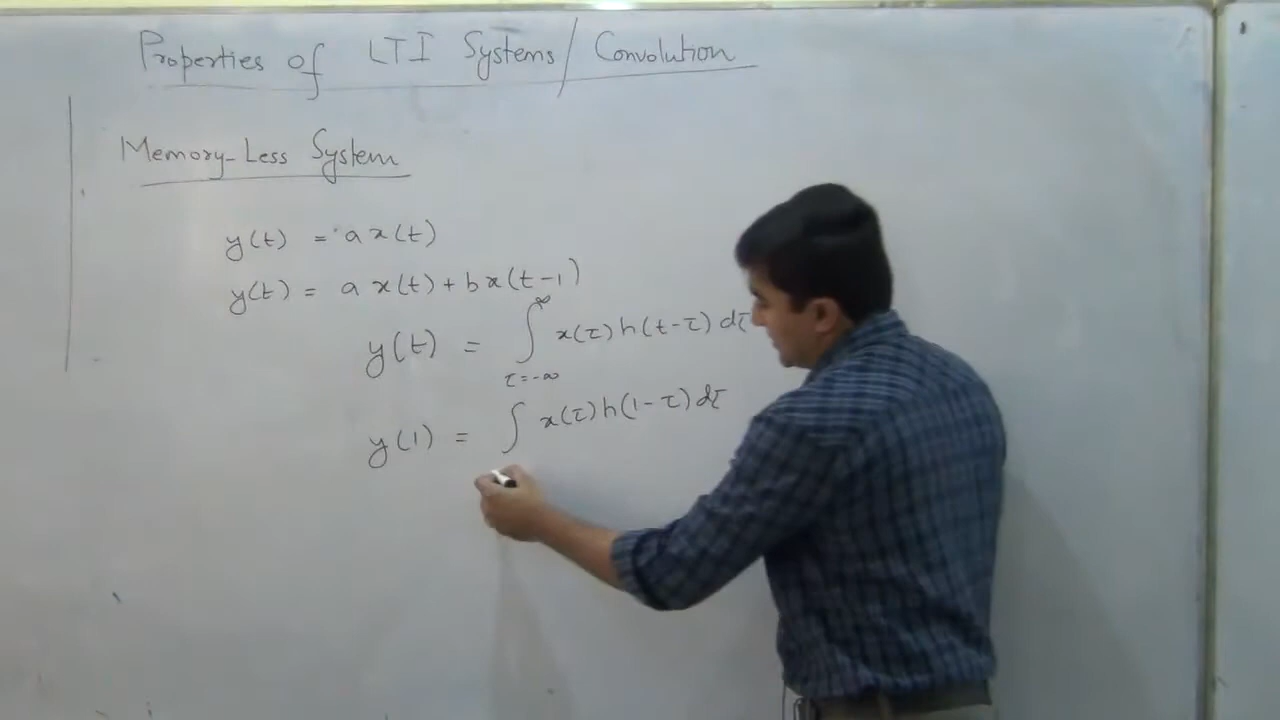 Properties of LTI Systems/Convolution
Memory-Less System
y(t) = a x(t)
y(t) = a x(t) + b x(t-1)
y(t) = ∫_{τ=-∞}^{∞} x(τ) h(t-τ) dτ
y(1) = ∫ x(τ) h(1-τ) dτ